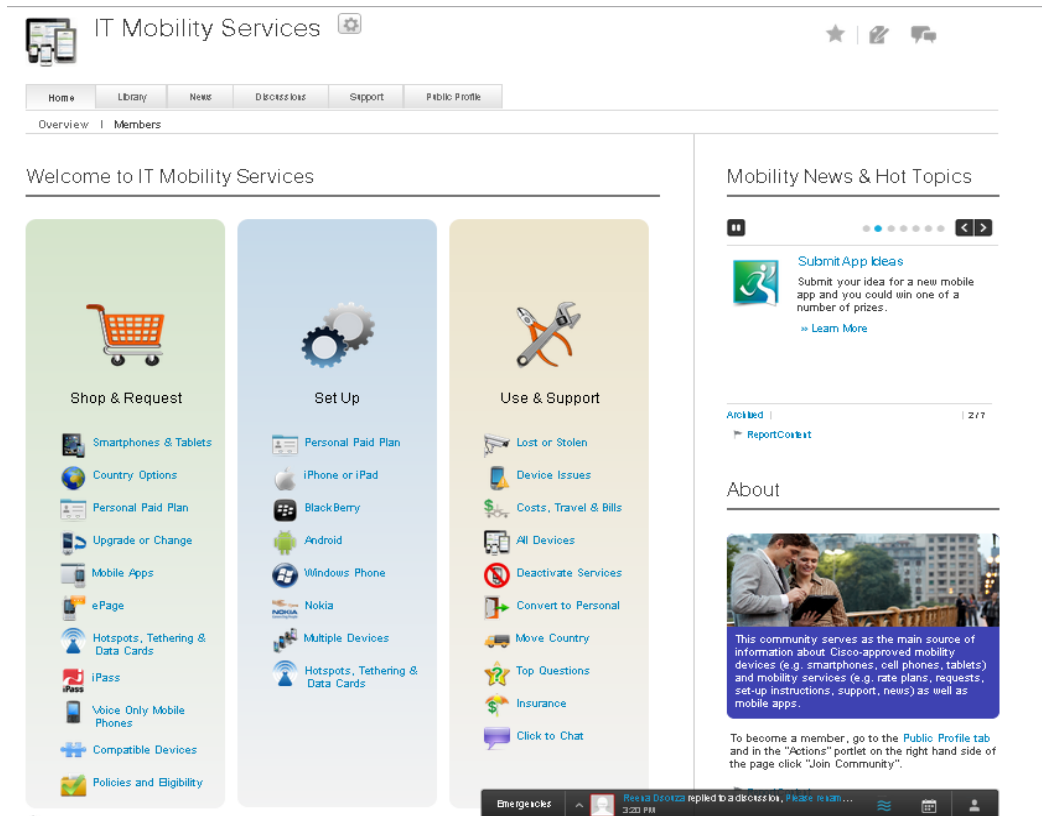 IT Mobility Services
Home
Library
News
Discussions
Support
Public Profile
Overview | Members
Welcome to IT Mobility Services
Shop & Request
Smartphones & Tablets
Country Options
Personal Paid Plan
Upgrade or Change
Mobile Apps
ePage
Hotspots, Tethering &
Data Cards
iPass
iPass
Voice Only Mobile
Phones
Compatible Devices
Policies and Eligibility
Set Up
Personal Paid Plan
iPhone or iPad
BlackBerry
Android
Windows Phone
NOKIA
Nokia
Multiple Devices
Hotspots, Tethering &
Data Cards
Use & Support
Lost or Stolen
Device Issues
Costs, Travel & Bills
All Devices
Deactivate Services
Convert to Personal
Move Country
Top Questions
Insurance
Click to Chat
Mobility News & Hot Topics
Submit App Ideas
Submit your idea for a new mobile
app and you could win one of a
number of prizes.
» Learn More
Archived |
| 2/7
Report Content
About
This community serves as the main source of
information about Cisco-approved mobility
devices (e.g. smartphones, cell phones, tablets)
and mobility services (e.g. rate plans, requests,
set-up instructions, support, news) as well as
mobile apps.
To become a member, go to the Public Profile tab
and in the "Actions" portlet on the right hand side of
the page click "Join Community".
Emergencies
Reena Dsouza replied to a discussion, Please renam...
3:20 PM